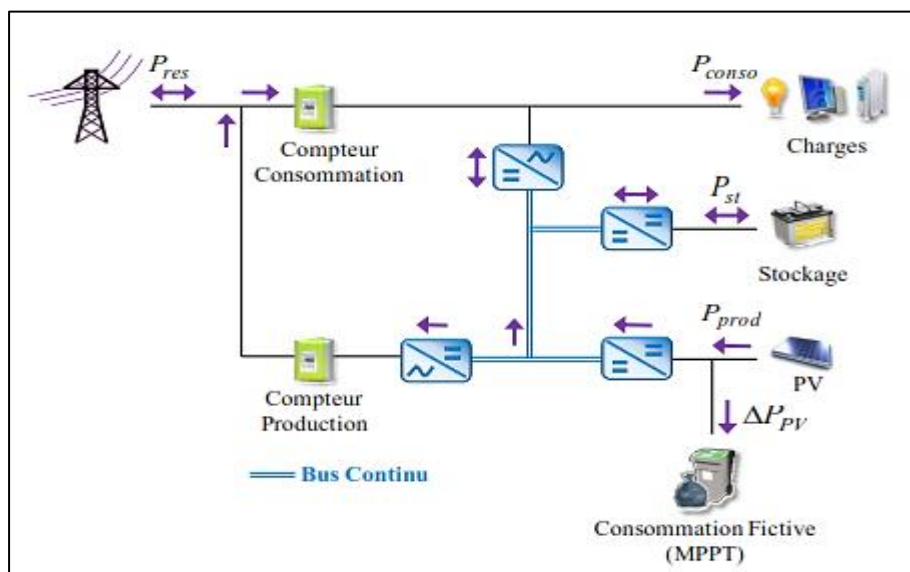 P_res
P_conso
Compteur
Consommation
Charges
P_st
Stockage
P_prod
PV
Compteur
Production
ΔP_PV
Bus Continu
Consommation Fictive
(MPPT)